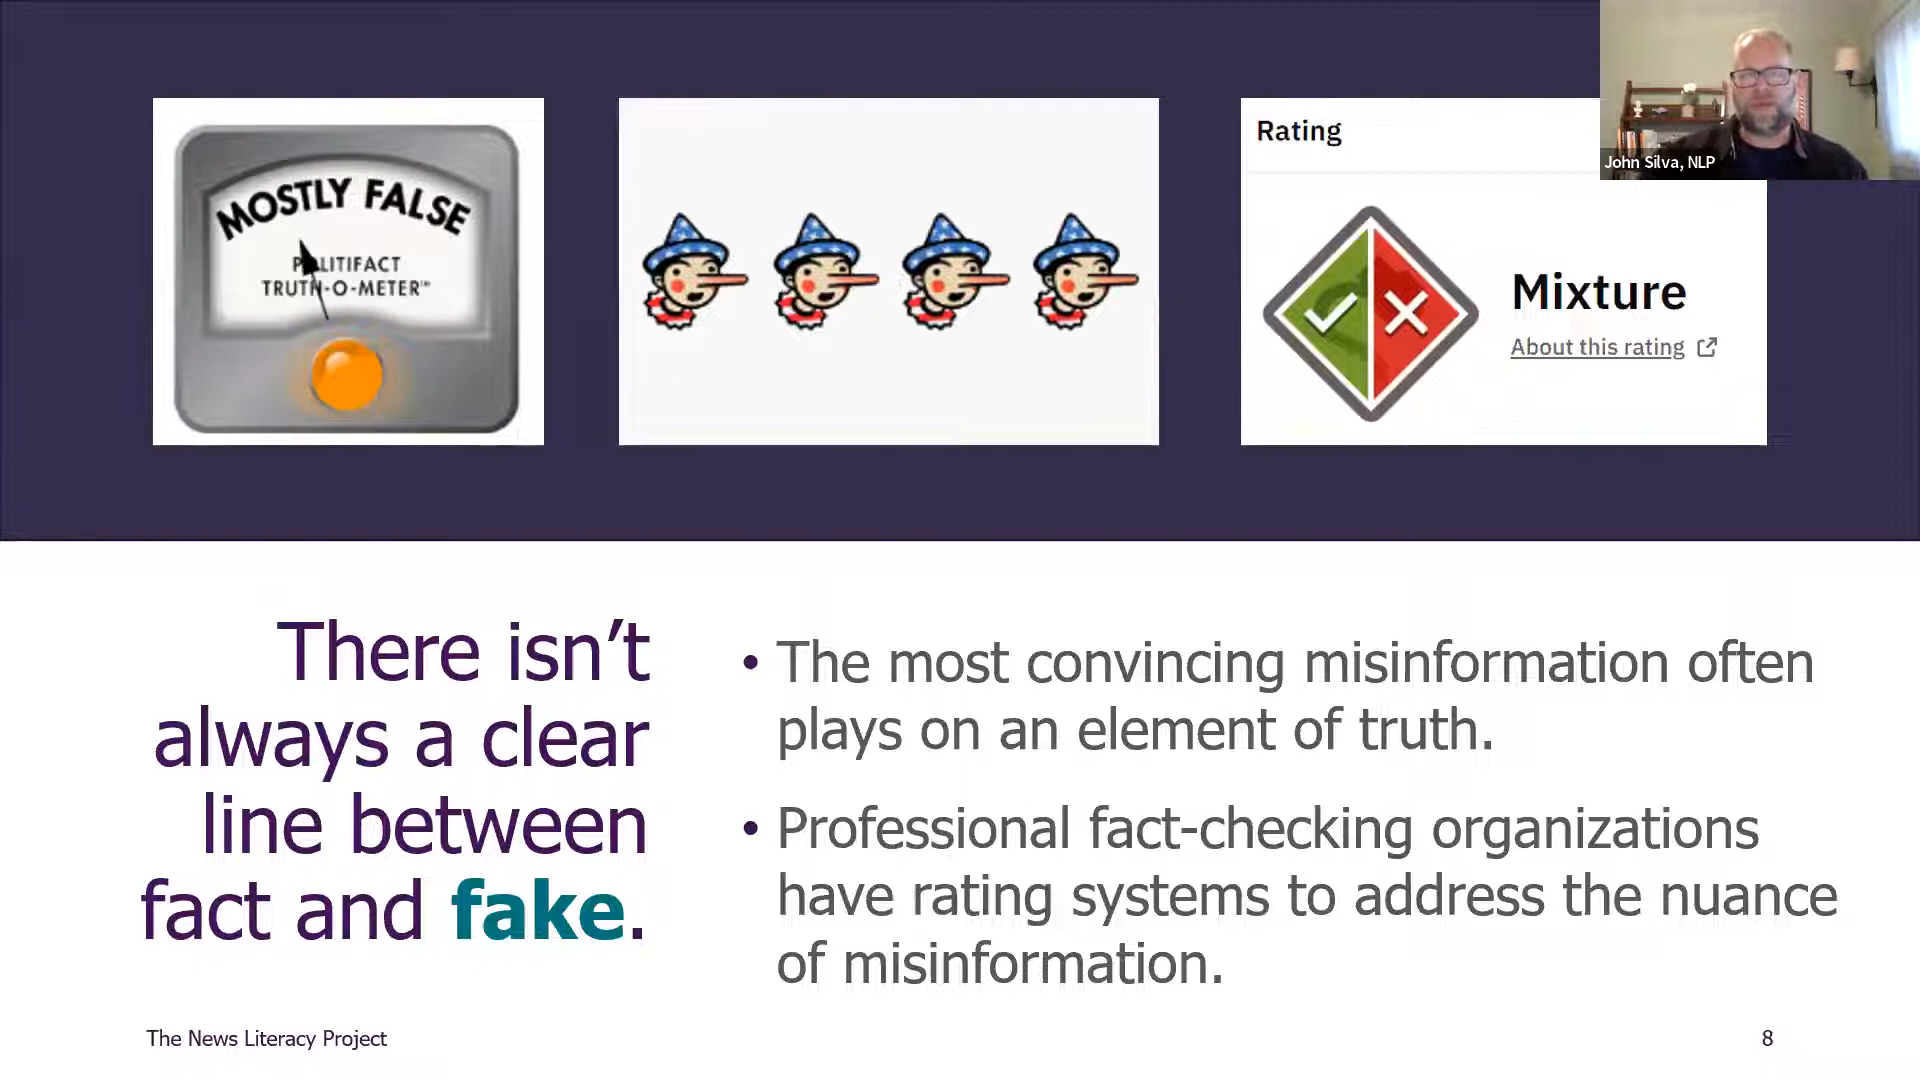 MOSTLY FALSE
POLITIFACT
TRUTH-O-METER™
Rating
Mixture
About this rating
John Silva, NLP
There isn’t
always a clear
line between
fact and fake.
• The most convincing misinformation often
plays on an element of truth.
• Professional fact-checking organizations
have rating systems to address the nuance
of misinformation.
The News Literacy Project
8